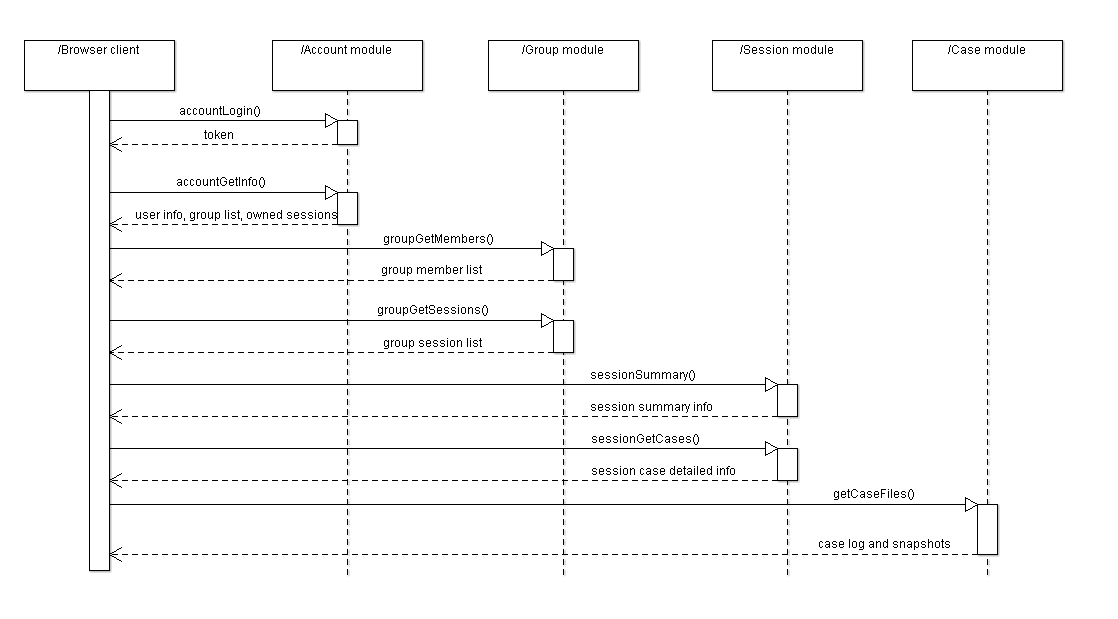 /Browser client
/Account module
/Group module
/Session module
/Case module
accountLogin()
token
accountGetInfo()
user info, group list, owned sessions
groupGetMembers()
group member list
groupGetSessions()
group session list
sessionSummary()
session summary info
sessionGetCases()
session case detailed info
getCaseFiles()
case log and snapshots